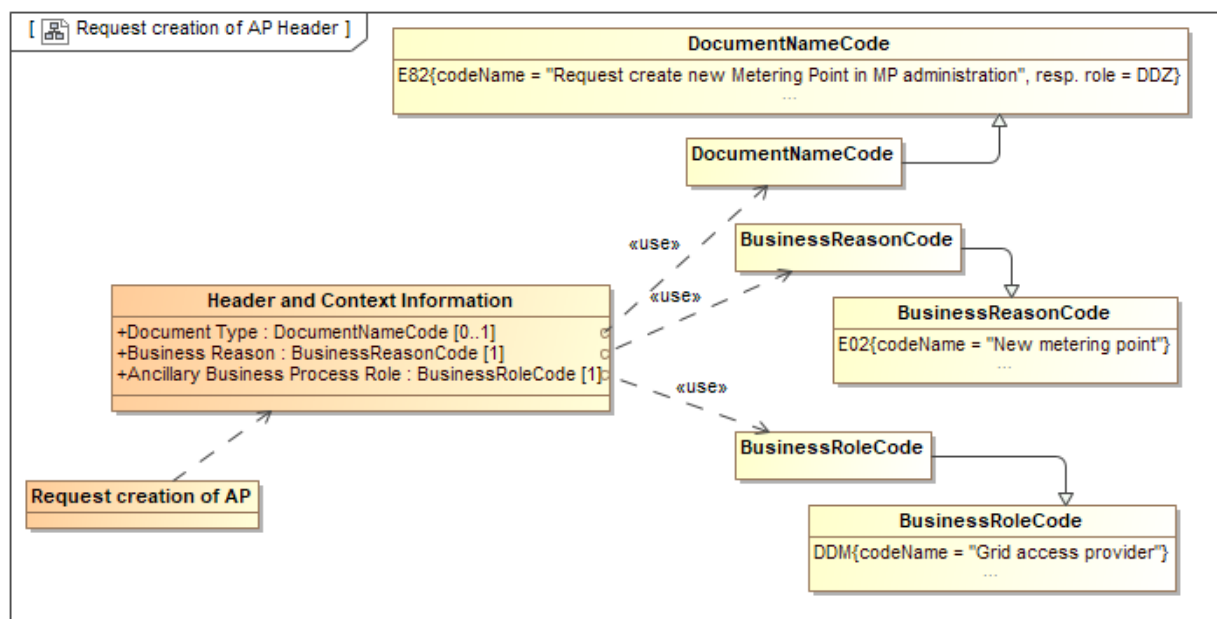 [ Request creation of AP Header ]
DocumentNameCode
E82{codeName = "Request create new Metering Point in MP administration", resp. role = DDZ}
...
DocumentNameCode
«use»
BusinessReasonCode
«use»
Header and Context Information
+Document Type : DocumentNameCode [0..1]
+Business Reason : BusinessReasonCode [1]
+Ancillary Business Process Role : BusinessRoleCode [1]
BusinessReasonCode
E02{codeName = "New metering point"}
...
«use»
BusinessRoleCode
Request creation of AP
BusinessRoleCode
DDM{codeName = "Grid access provider"}
...